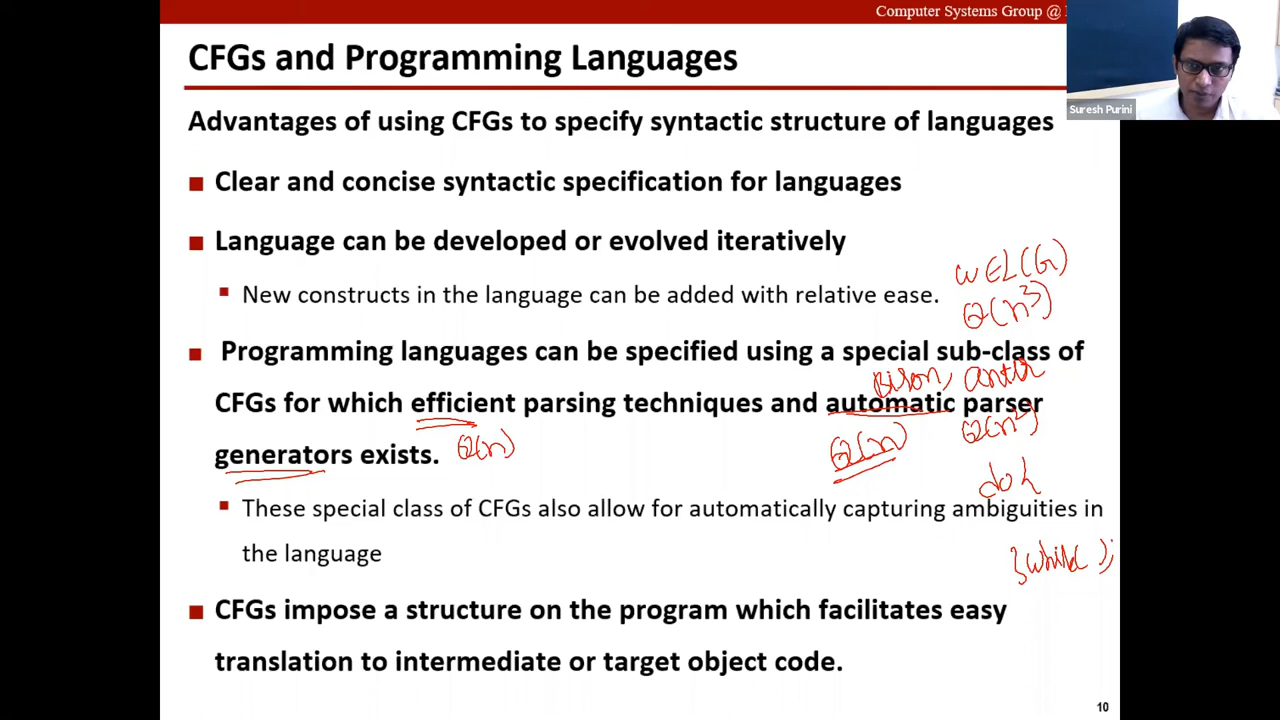 Computer Systems Group @
CFGs and Programming Languages
Suresh Purini
Advantages of using CFGs to specify syntactic structure of languages
■ Clear and concise syntactic specification for languages
■ Language can be developed or evolved iteratively
w ∈ L(G)
▪ New constructs in the language can be added with relative ease.
Θ(n³)
■ Programming languages can be specified using a special sub-class of
Bison, antlr
CFGs for which efficient parsing techniques and automatic parser
Θ(n) Θ(n) Θ(n²)
generators exists.
do {
▪ These special class of CFGs also allow for automatically capturing ambiguities in
the language
}while );
■ CFGs impose a structure on the program which facilitates easy
translation to intermediate or target object code.
10